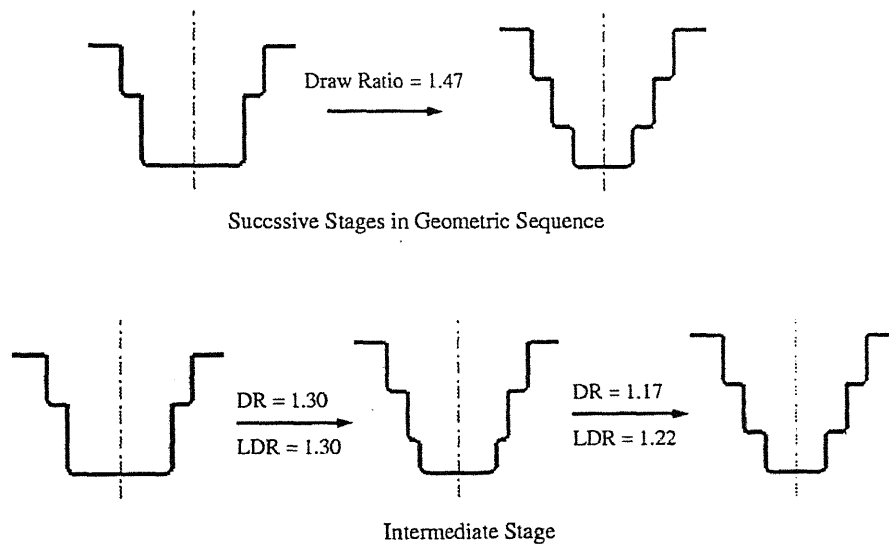 Draw Ratio = 1.47
Succssive Stages in Geometric Sequence
DR = 1.30
LDR = 1.30
DR = 1.17
LDR = 1.22
Intermediate Stage